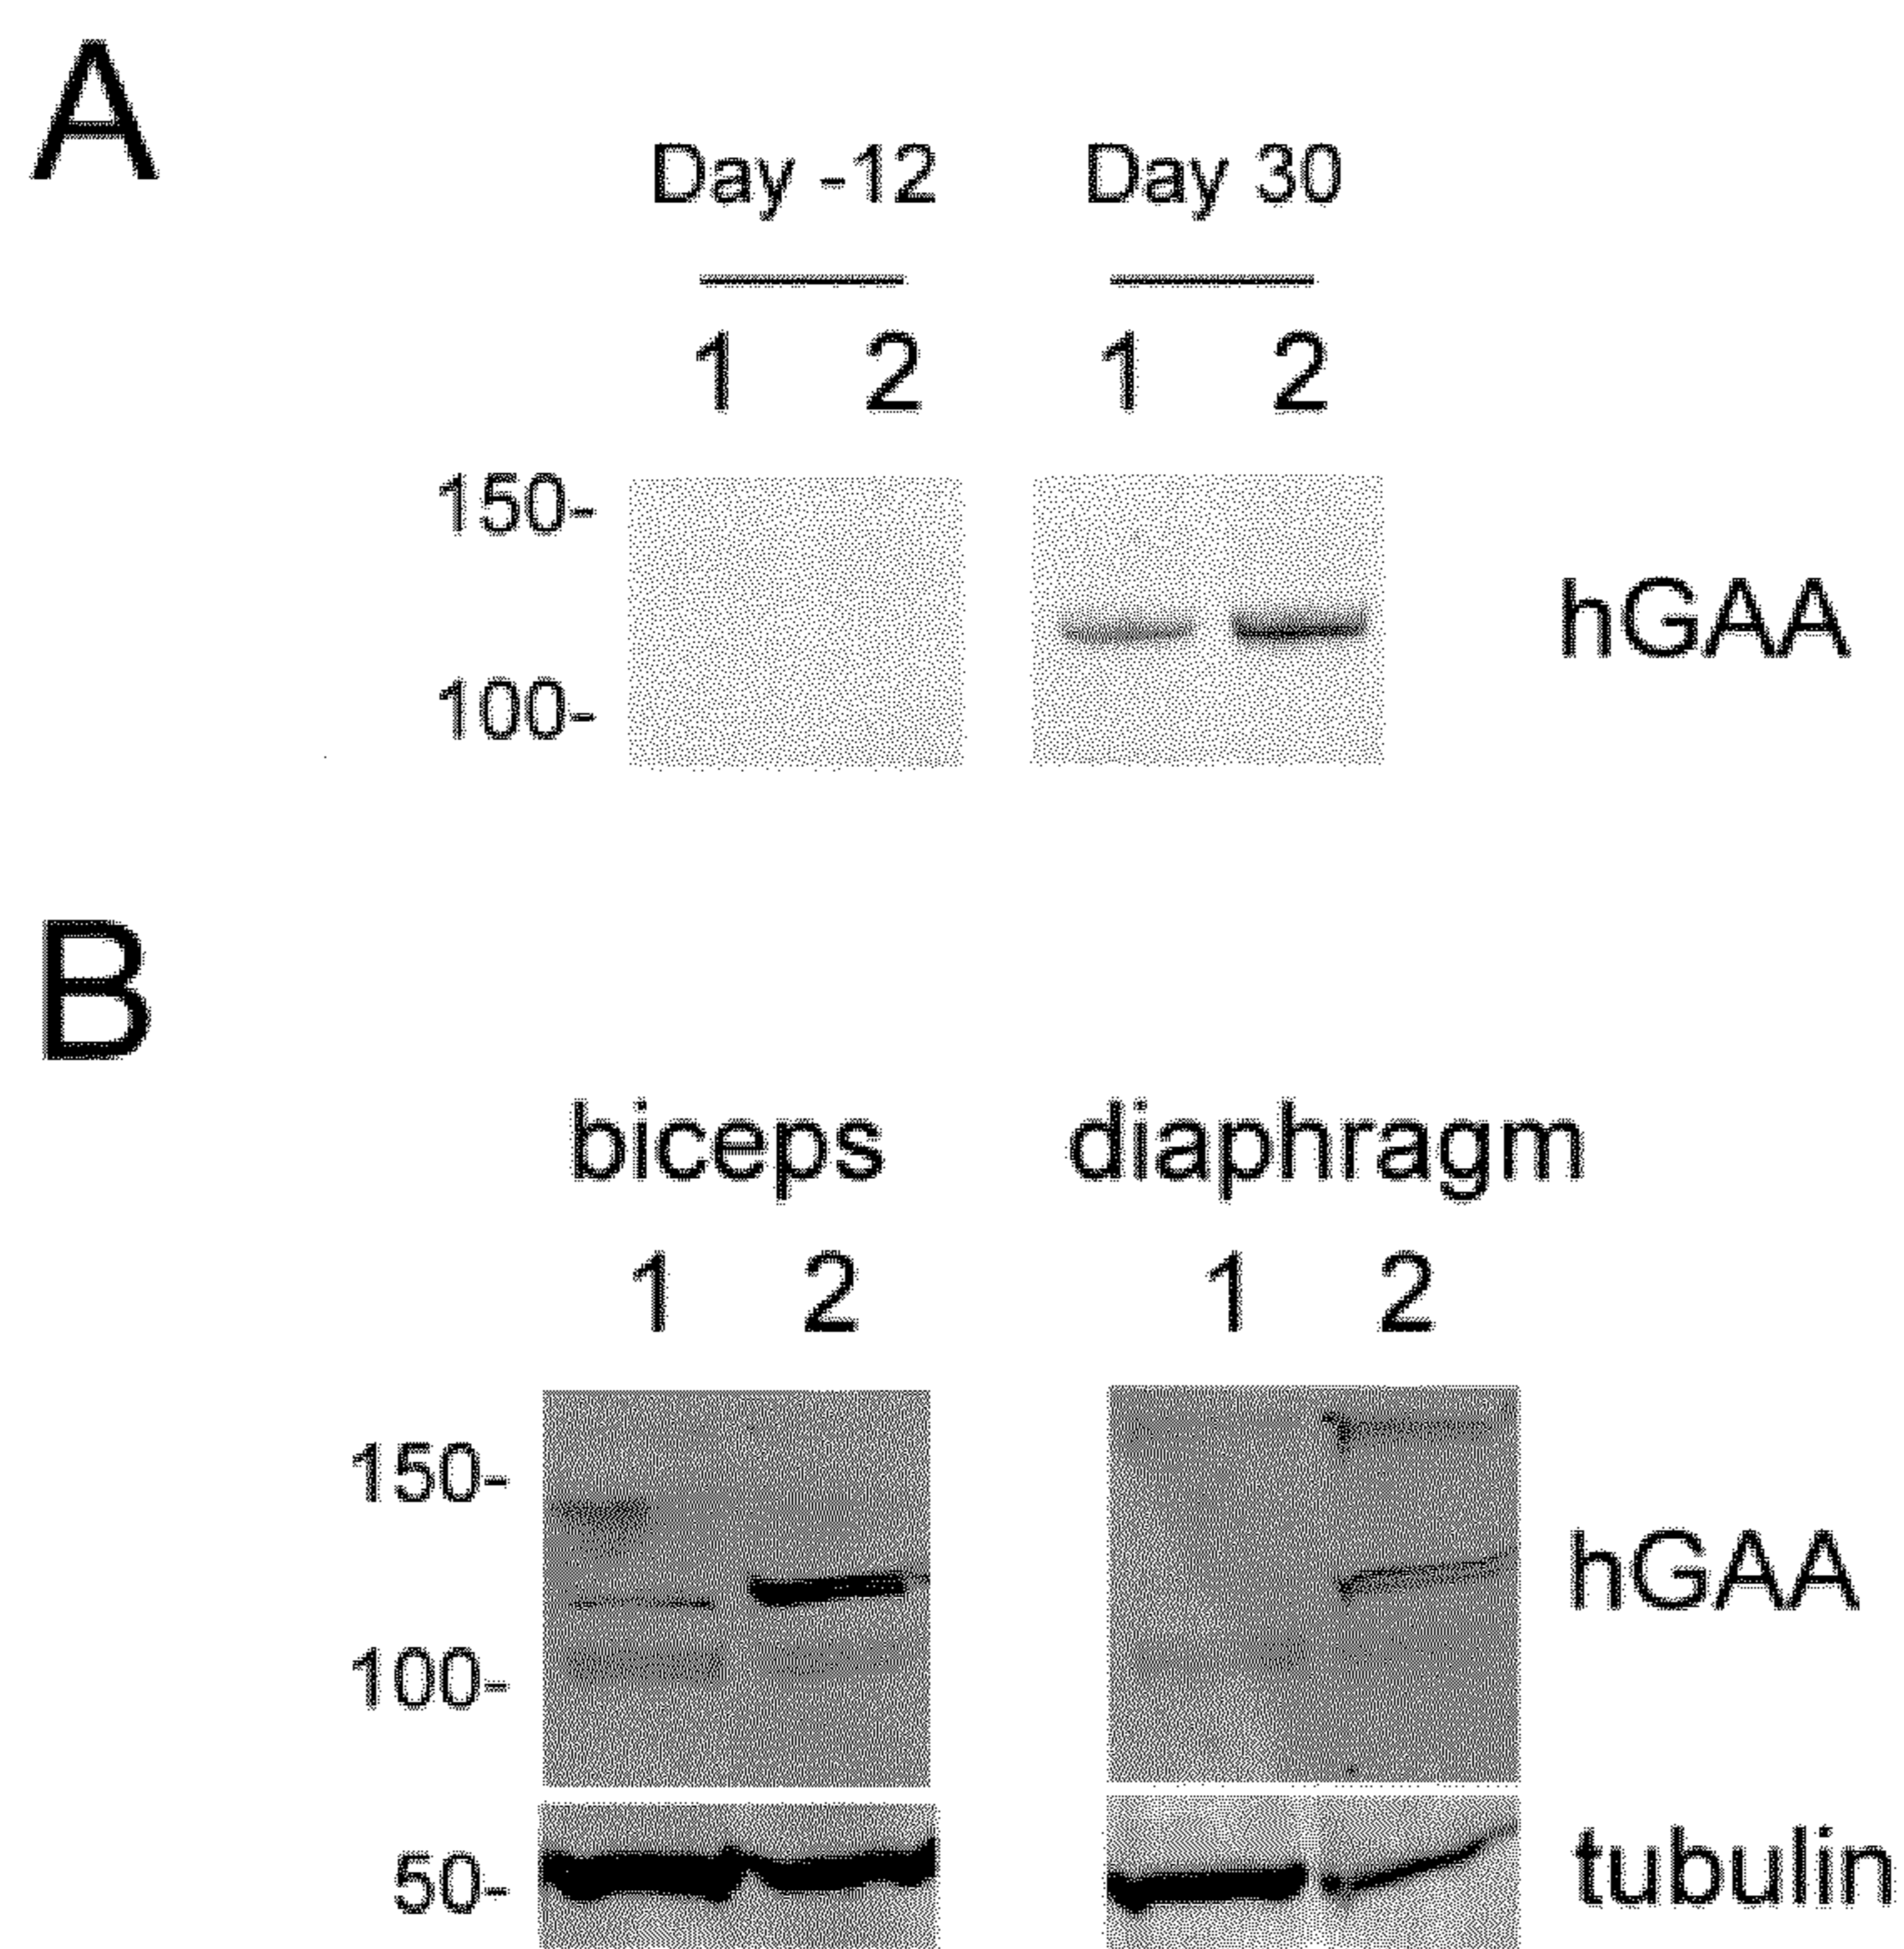 A
Day -12 Day 30
1 2 1 2
150-
hGAA
100-
B
biceps diaphragm
1 2 1 2
150-
hGAA
100-
50- tubulin